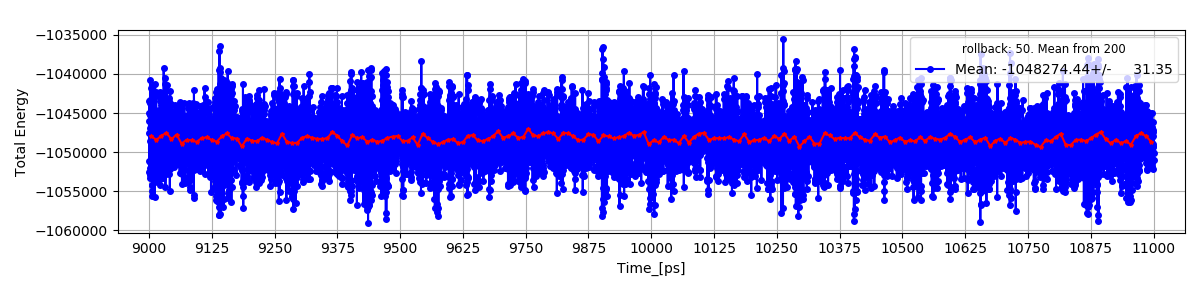 −1035000
−1040000
−1045000
−1050000
−1055000
−1060000
Total Energy
rollback: 50. Mean from 200
Mean: -1048274.44+/- 31.35
9000 9125 9250 9375 9500 9625 9750 9875 10000 10125 10250 10375 10500 10625 10750 10875 11000
Time_[ps]